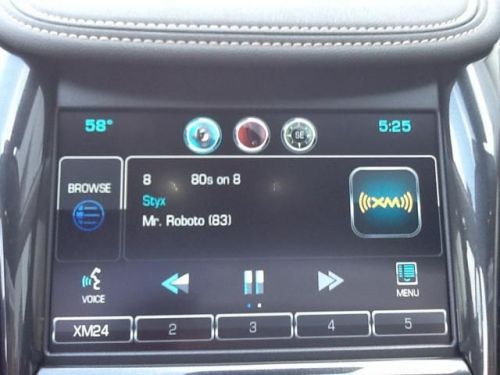 58°
SE
5:25
BROWSE
8 80s on 8
Styx
Mr. Roboto (83)
((XM))
VOICE
MENU
XM24 2 3 4 5